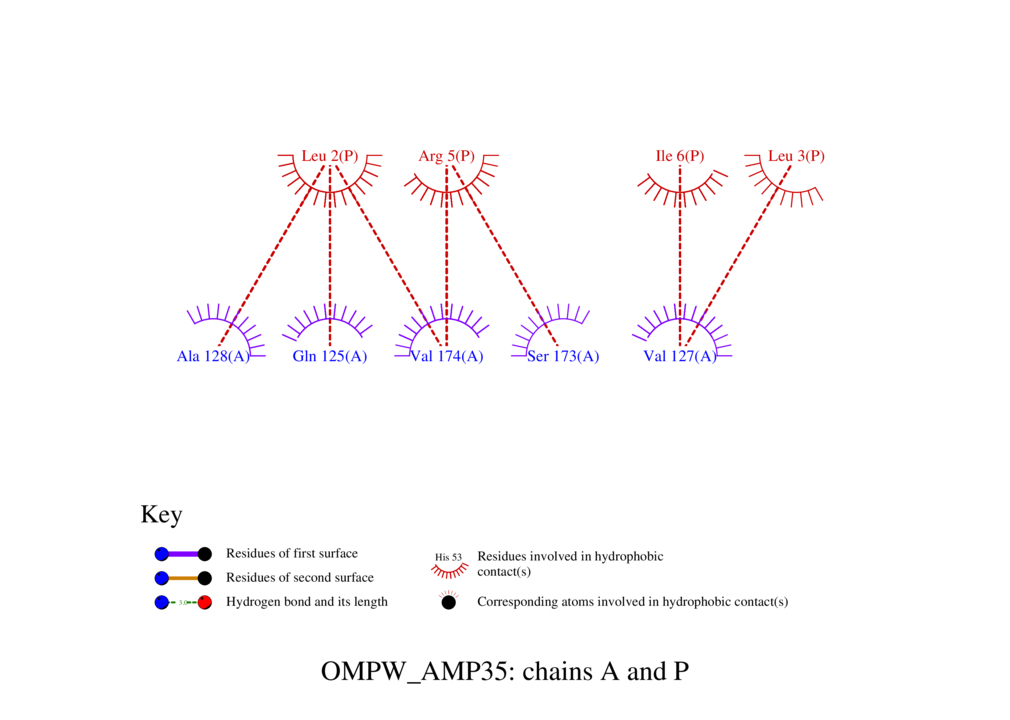 Leu 2(P) Arg 5(P) Ile 6(P) Leu 3(P)
Ala 128(A) Gln 125(A) Val 174(A) Ser 173(A) Val 127(A)
Key
Residues of first surface
Residues of second surface
3.0
Hydrogen bond and its length
His 53
Residues involved in hydrophobic
contact(s)
Corresponding atoms involved in hydrophobic contact(s)
OMPW_AMP35: chains A and P